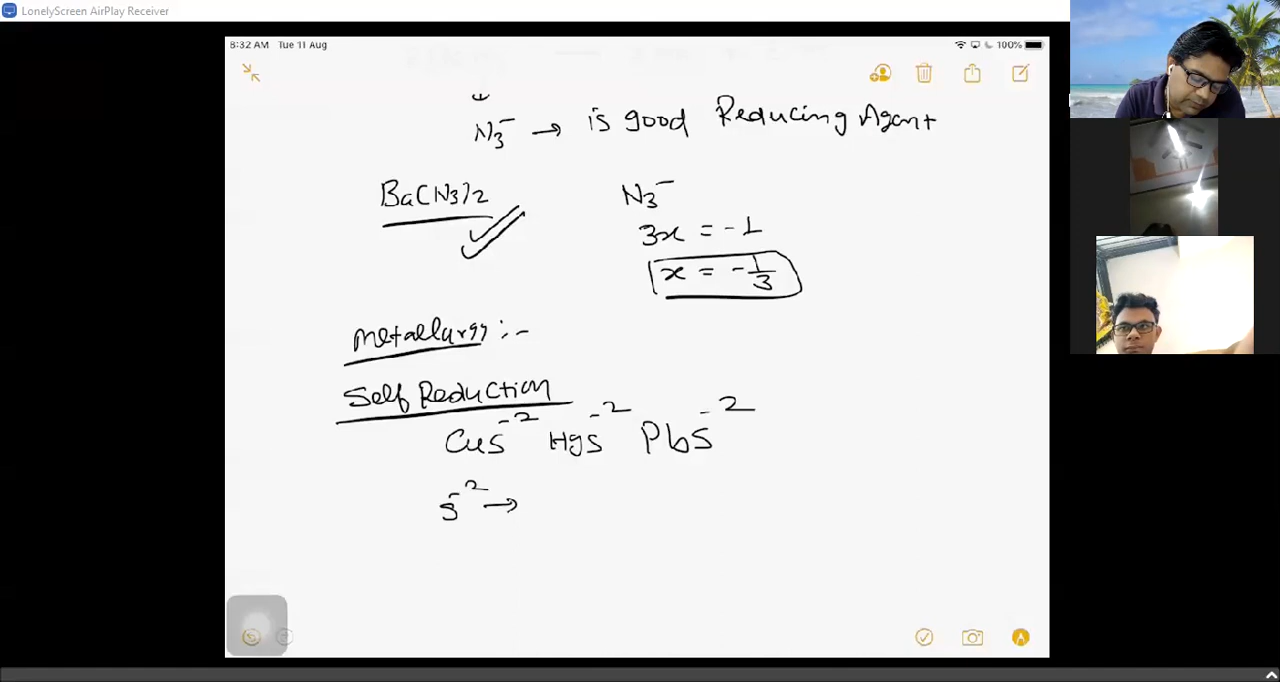 LonelyScreen AirPlay Receiver
8:32 AM Tue 11 Aug
100%
N3⁻ → is good Reducing Agent
Ba(N3)2
N3⁻
3x = -1
x = -1/3
Metallurgy :-
Self Reduction
CuS⁻² HgS⁻² PbS⁻²
S⁻² →